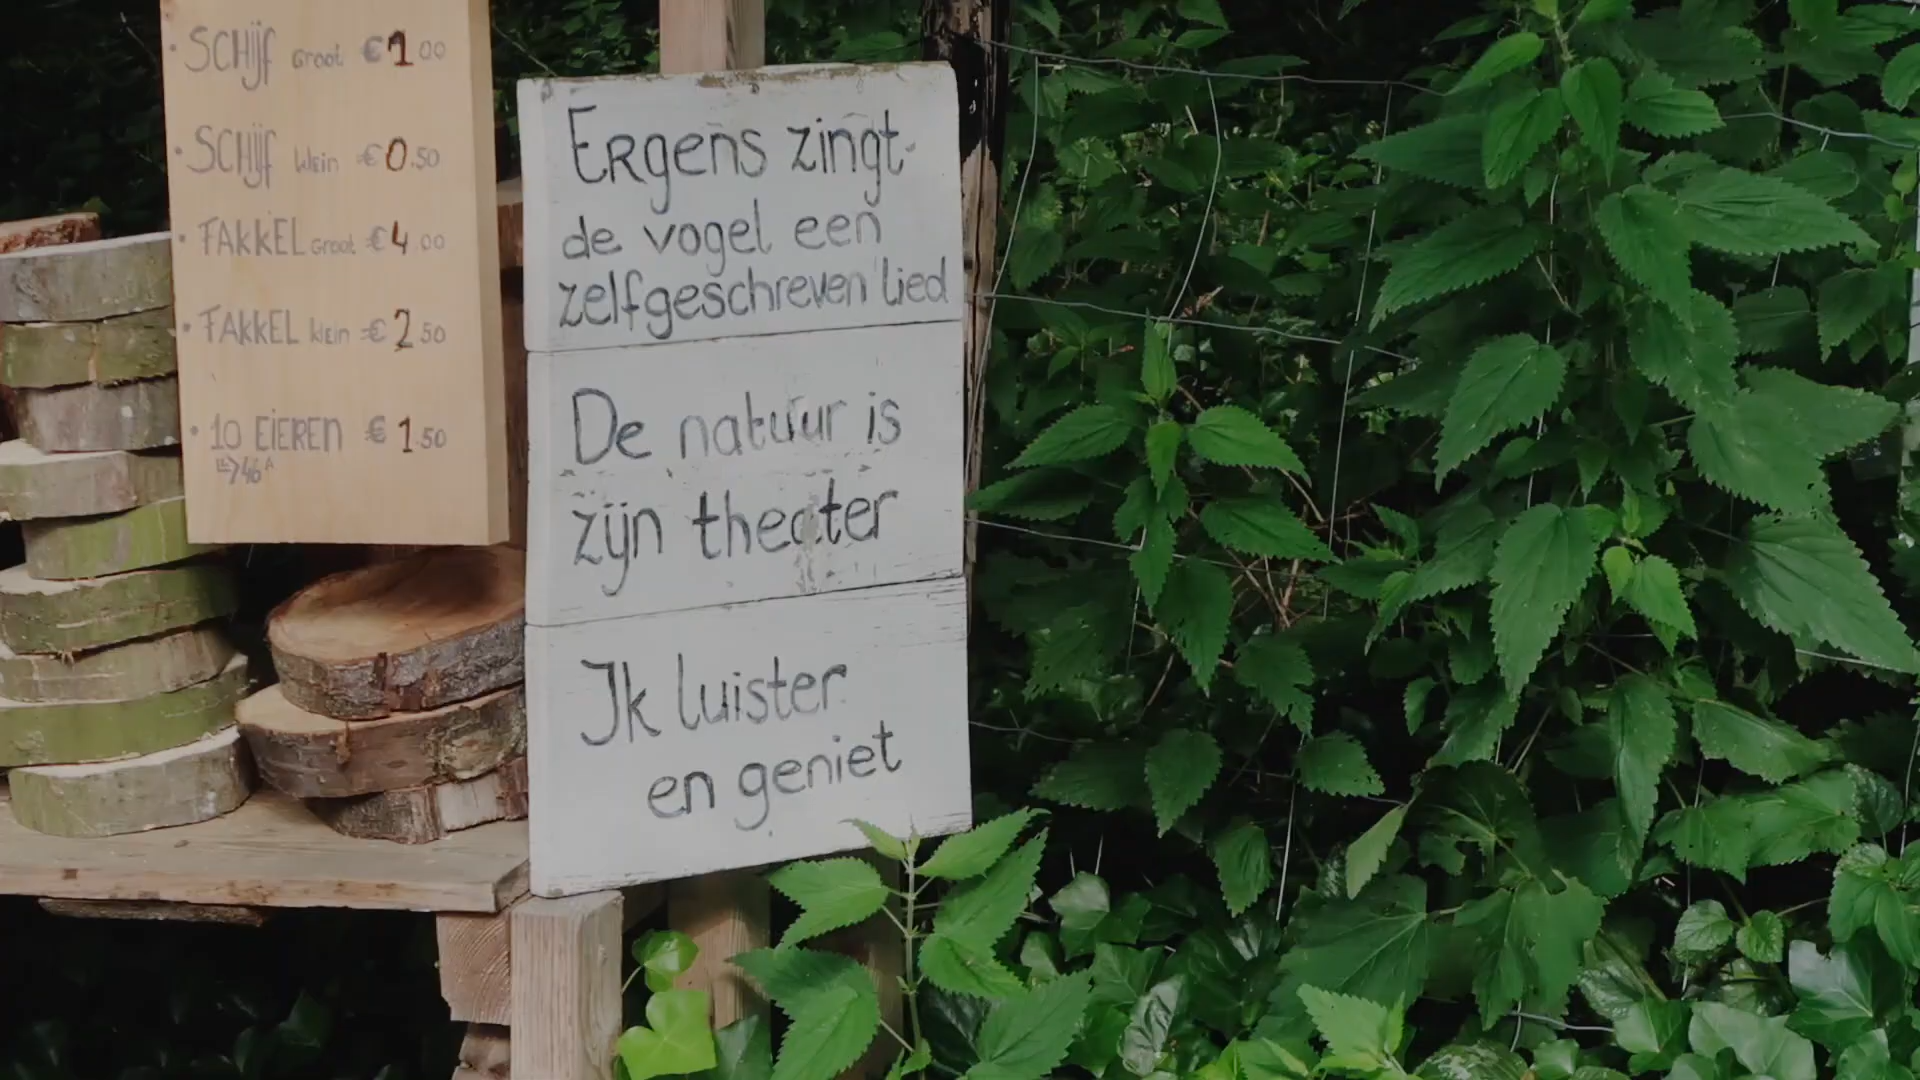 • SCHijf Groot € 1.00
• SCHijf klein € 0.50
• FAKKEL Groot € 4.00
• FAKKEL klein € 2.50
• 10 EiEREN € 1.50
Ergens zingt
de vogel een
zelfgeschreven lied
De natuur is
zijn theater
Ik luister
en geniet